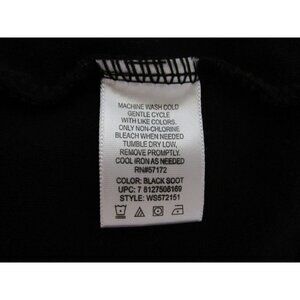 MACHINE WASH COLD
GENTLE CYCLE
WITH LIKE COLORS.
ONLY NON-CHLORINE
BLEACH WHEN NEEDED
TUMBLE DRY LOW,
REMOVE PROMPTLY.
COOL IRON AS NEEDED
RN#57172
COLOR: BLACK SOOT
UPC: 7 8127508169
STYLE: WS572151